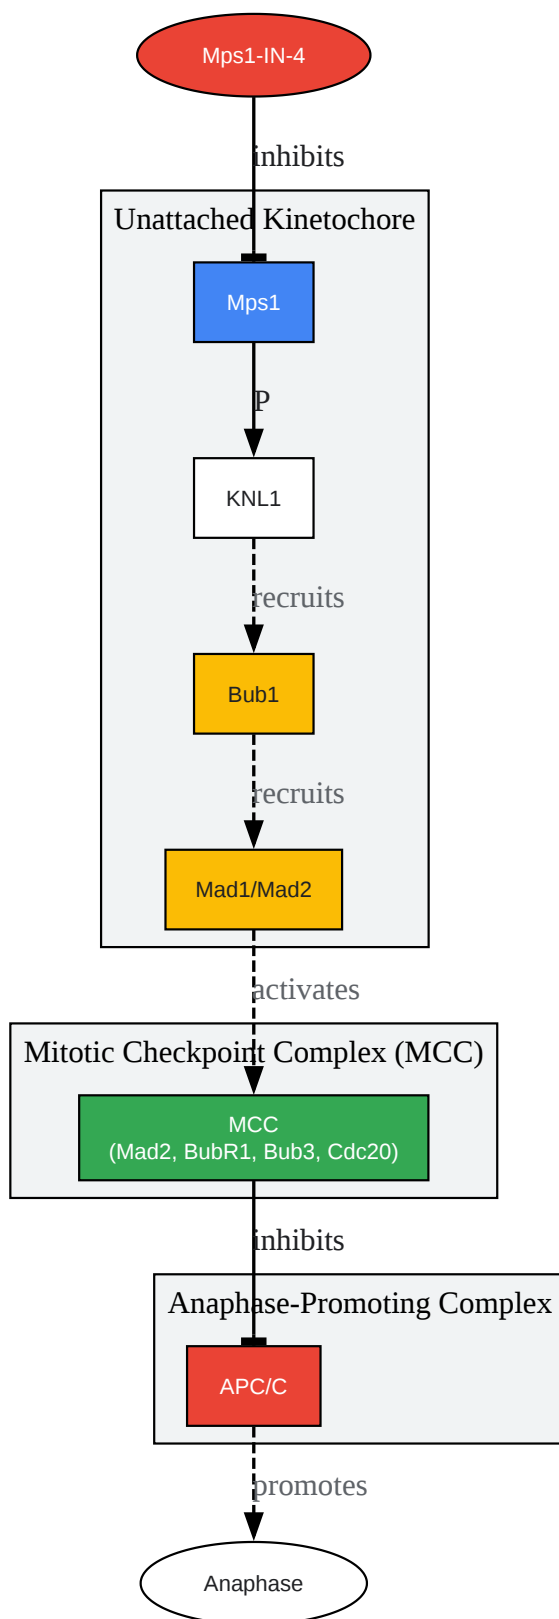 Mps1-IN-4
inhibits
Unattached Kinetochore
Mps1
P
KNL1
recruits
Bub1
recruits
Mad1/Mad2
activates
Mitotic Checkpoint Complex (MCC)
MCC
(Mad2, BubR1, Bub3, Cdc20)
inhibits
Anaphase-Promoting Complex
APC/C
promotes
Anaphase